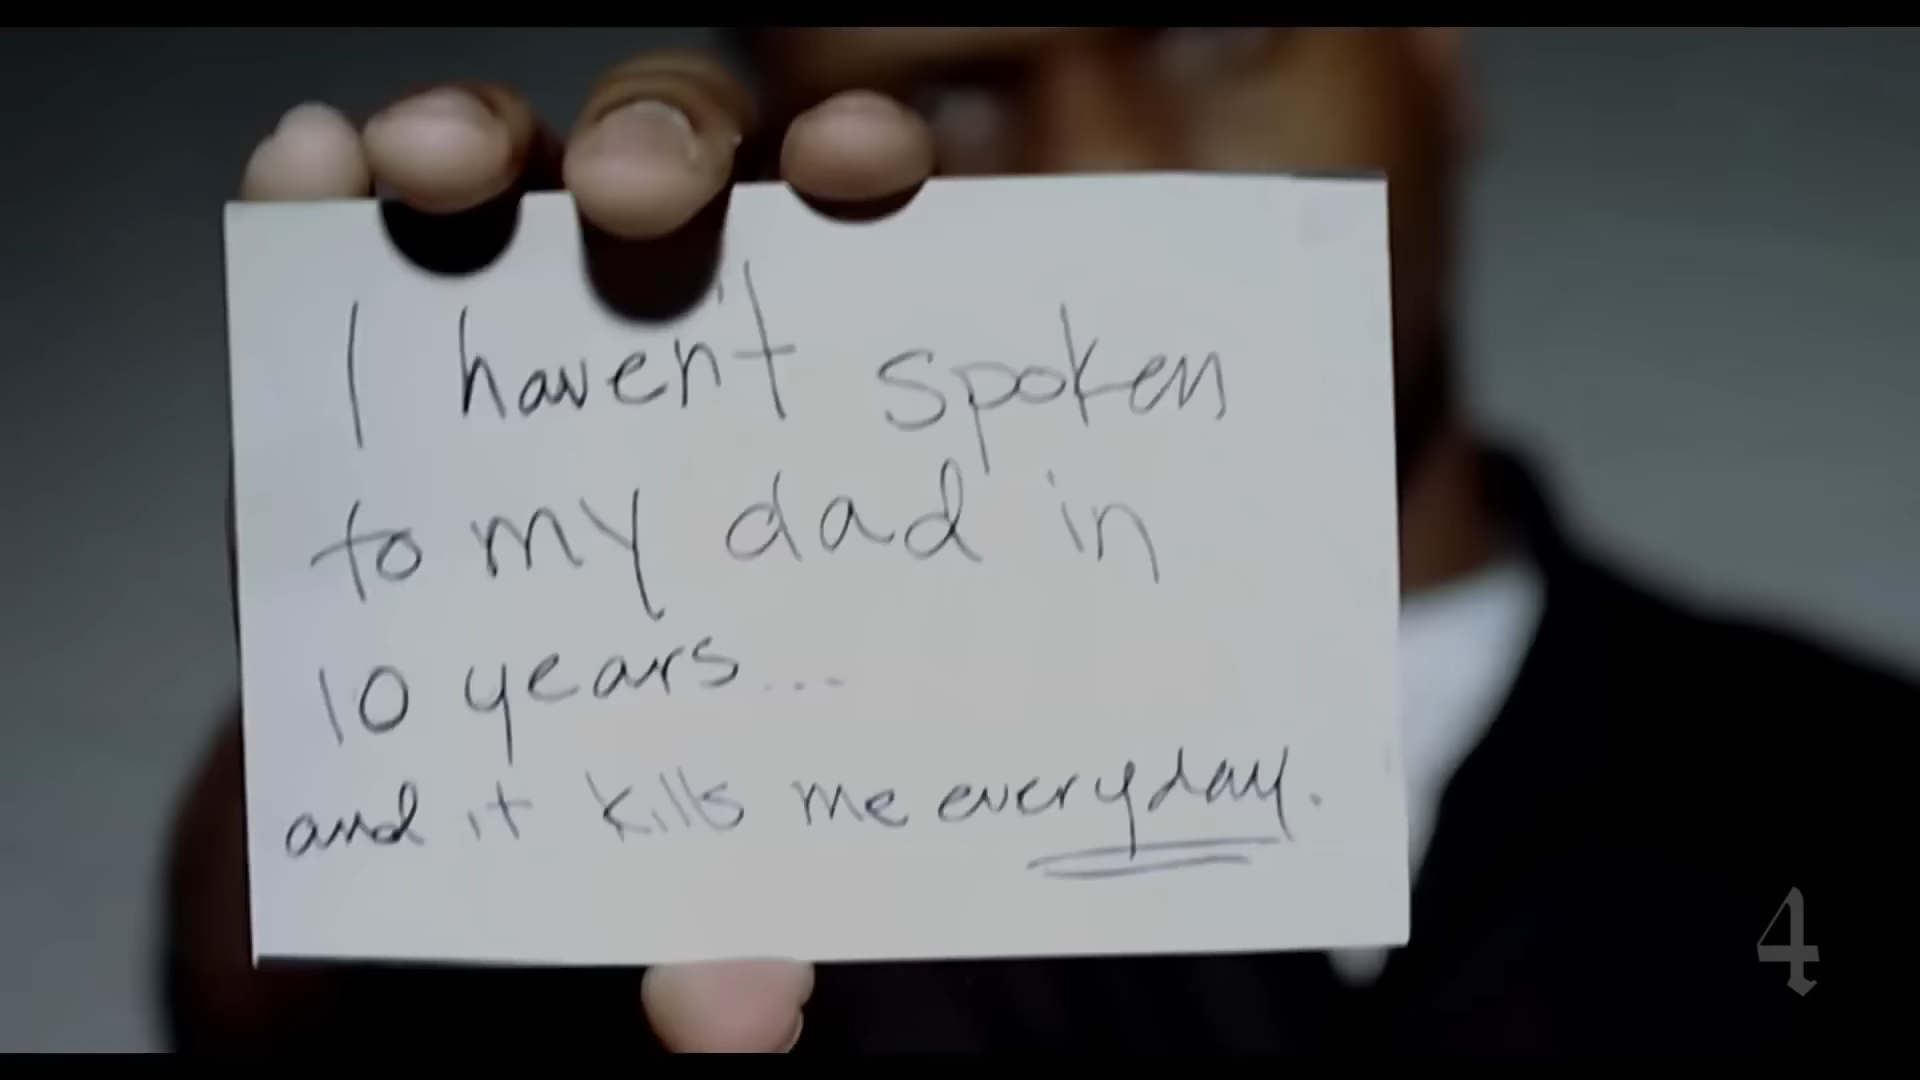 I haven't spoken
to my dad in
10 years...
and it kills me everyday.
4